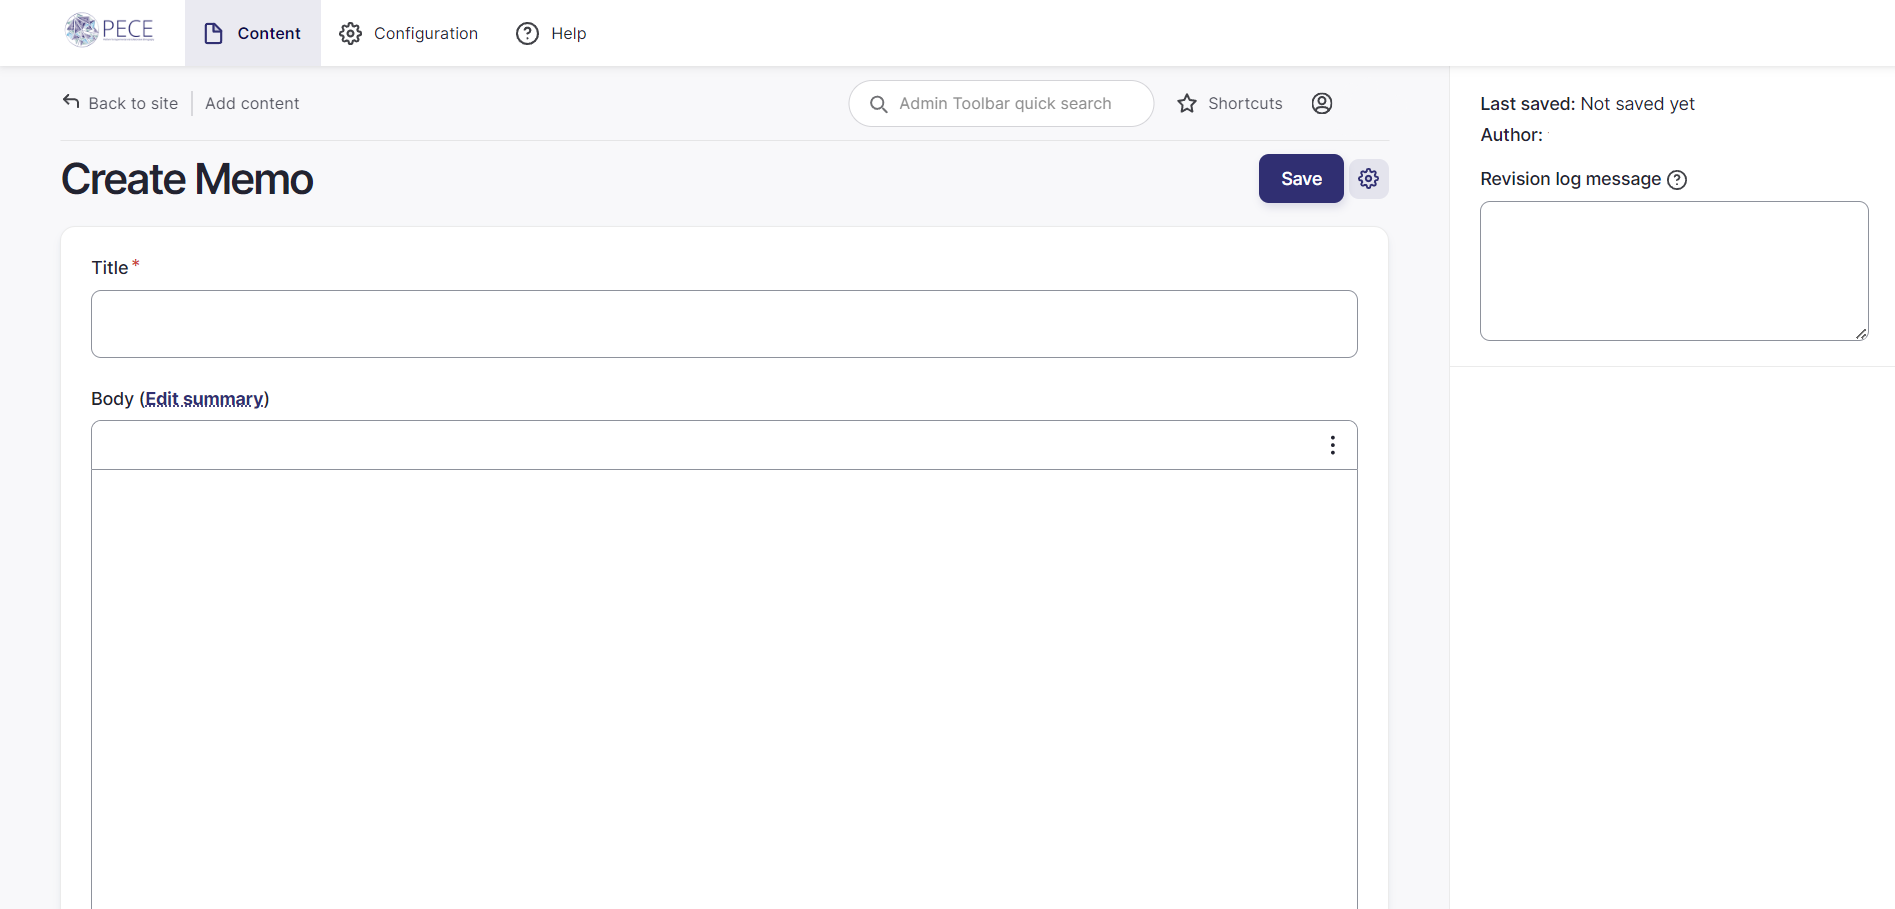 PECE
Content
Configuration
Help
Back to site
Add content
Admin Toolbar quick search
Shortcuts
Last saved: Not saved yet
Author:
Create Memo
Save
Revision log message
Title*
Body (Edit summary)